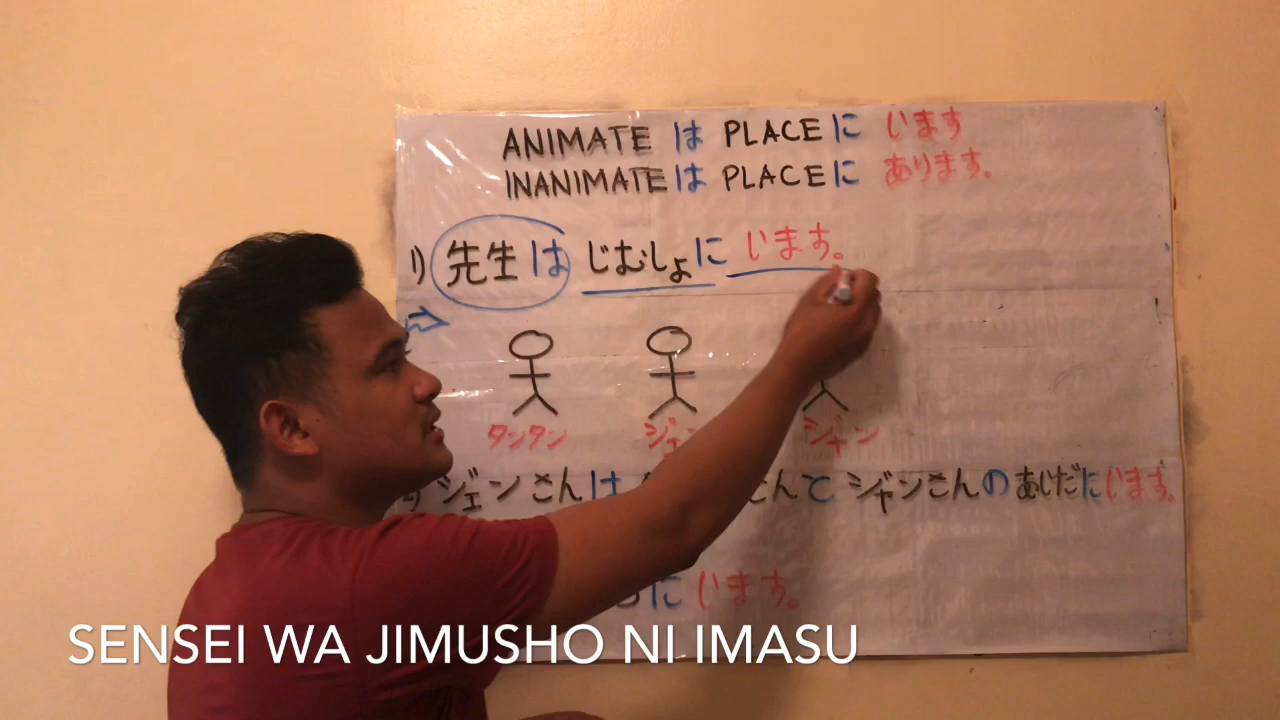 ANIMATE は PLACE に います
INANIMATE は PLACE に あります。
1) 先生は じむしょに います。
タンタン ジェ ジャン
ジェンさんは さんと ジャンさんの あいだに います。
に います。
SENSEI WA JIMUSHO NI IMASU